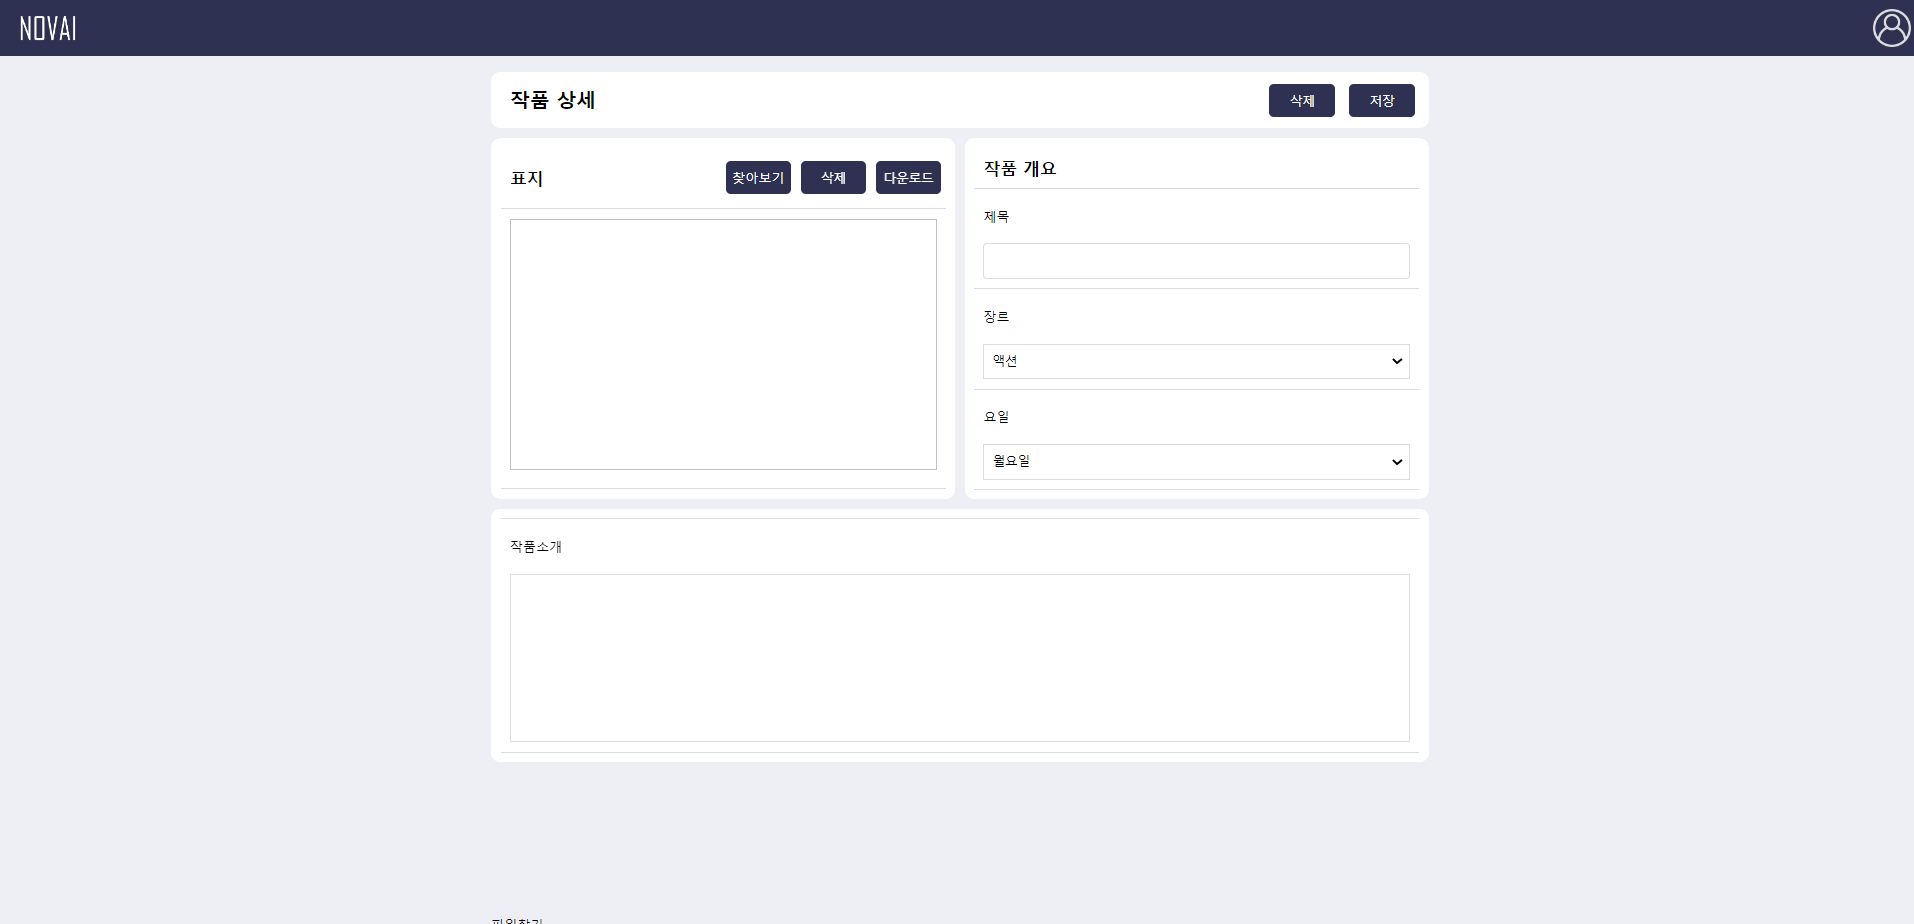 NOVAI
작품 상세
삭제 저장
표지
찾아보기 삭제 다운로드
작품 개요
제목
장르
액션
요일
월요일
작품소개